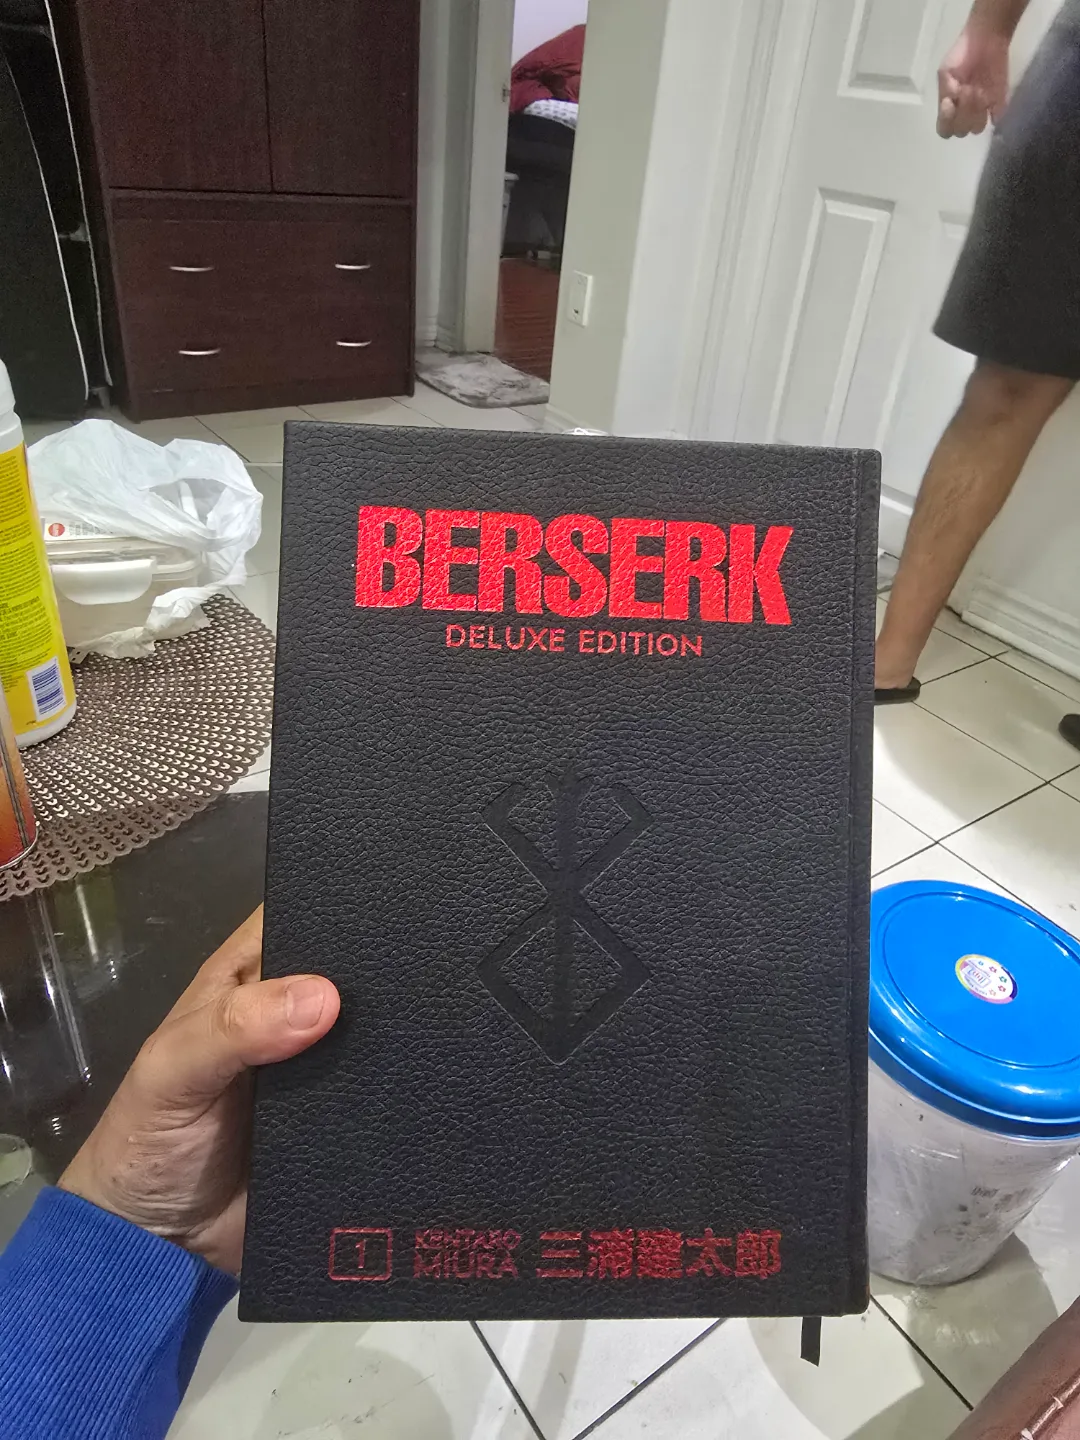 BERSERK
DELUXE EDITION
1
KENTARO
MIURA
三浦建太郎